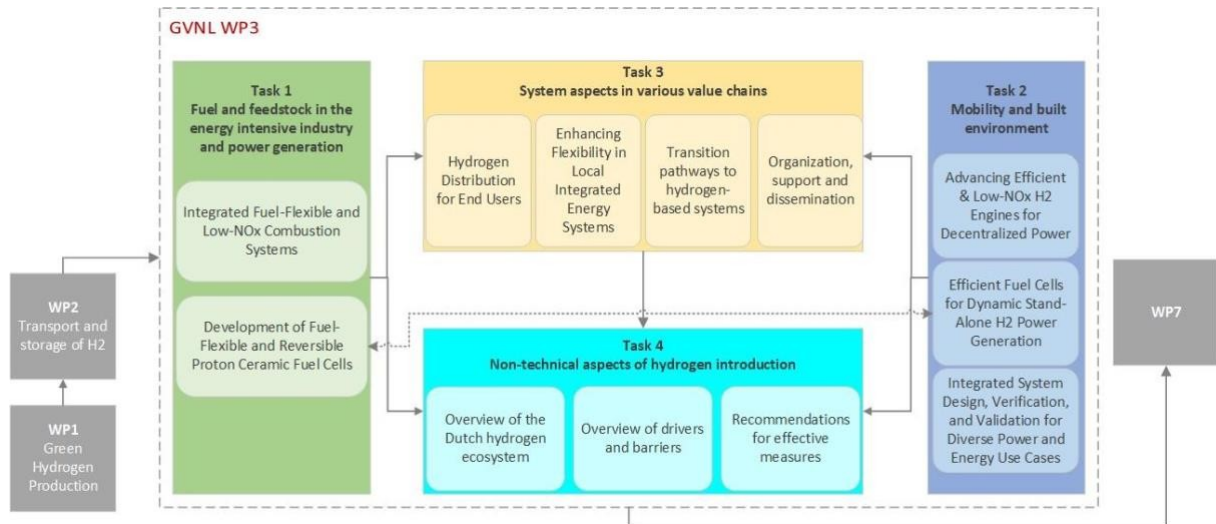 GVNL WP3
Task 1
Fuel and feedstock in the
energy intensive industry
and power generation
Integrated Fuel-Flexible and
Low-NOx Combustion
Systems
Development of Fuel-
Flexible and Reversible
Proton Ceramic Fuel Cells
Task 3
System aspects in various value chains
Hydrogen
Distribution
for End Users
Enhancing
Flexibility in
Local
Integrated
Energy
Systems
Transition
pathways to
hydrogen-
based systems
Organization,
support and
dissemination
Task 2
Mobility and built
environment
Advancing Efficient
& Low-NOx H2
Engines for
Decentralized Power
Efficient Fuel Cells
for Dynamic Stand-
Alone H2 Power
Generation
Integrated System
Design, Verification,
and Validation for
Diverse Power and
Energy Use Cases
Task 4
Non-technical aspects of hydrogen introduction
Overview of the
Dutch hydrogen
ecosystem
Overview of drivers
and barriers
Recommendations
for effective
measures
WP2
Transport and
storage of H2
WP1
Green
Hydrogen
Production
WP7